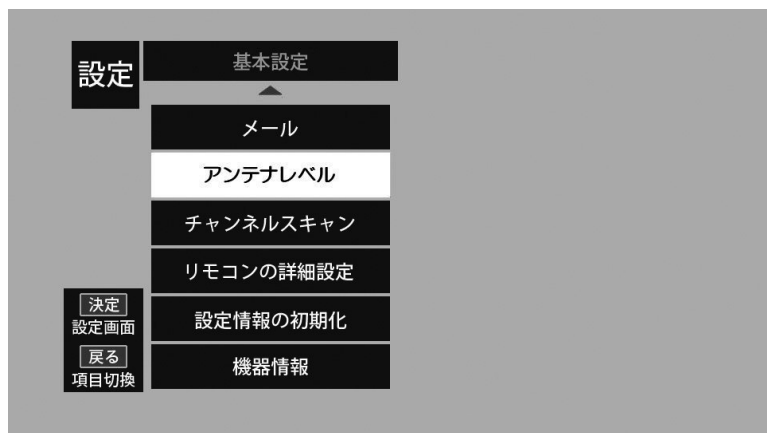 設定
基本設定
メール
アンテナレベル
チャンネルスキャン
リモコンの詳細設定
設定情報の初期化
機器情報
決定
設定画面
戻る
項目切換